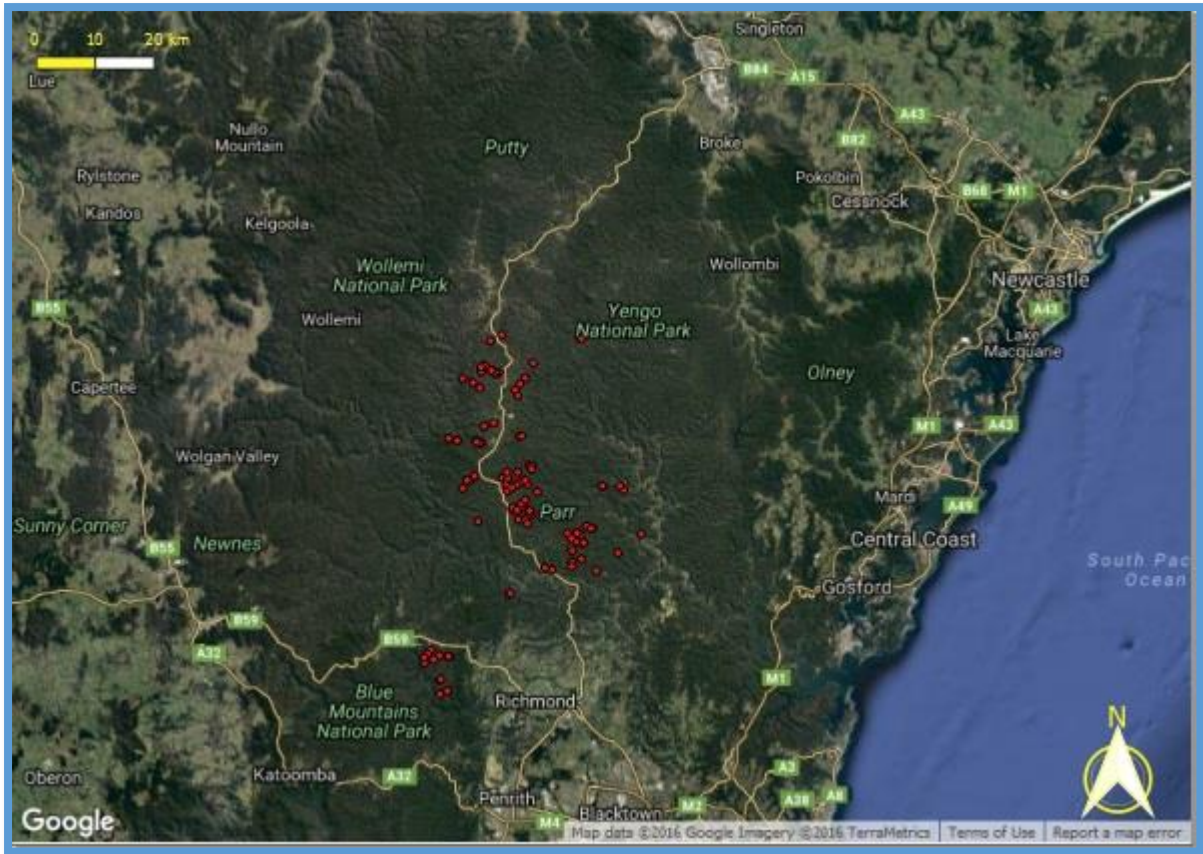 0 10 20 km
Lue
Singleton
B84
A15
A43
Nullo
Mountain
Putty
Broke
B82
Rylstone
Pokolbin
Kandos
Cessnock
B68
M1
Kelgoola
Wollemi
National Park
Wollombi
Newcastle
B55
Wollemi
Yengo
National Park
A43
Lake
Macquarie
Capertee
Olney
M1
A43
Wolgan Valley
Mardi
A49
Sunny Corner
Newnes
B55
Parr
Central Coast
South Pac
Ocean
Gosford
B59
B59
A32
M1
Blue
Mountains
National Park
Richmond
N
Oberon
Katoomba
A32
A3
Penrith
M2
A38
A8
Google
M4
Blacktown
Map data ©2016 Google Imagery ©2016 TerraMetrics
Terms of Use
Report a map error